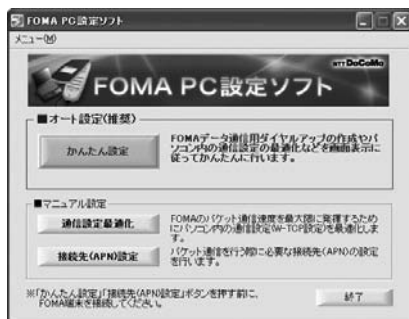 FOMA PC設定ソフト
メニュー(M)
NTT DoCoMo
FOMA PC設定ソフト
■オート設定(推奨)
かんたん設定
FOMAデータ通信用ダイヤルアップの作成やパ
ソコン内の通信設定の最適化などを画面表示に
従ってかんたんに行います。
■マニュアル設定
通信設定最適化
FOMAのパケット通信速度を最大限に発揮するため
にパソコン内の通信設定(W-TCP設定)を最適化しま
す。
接続先(APN)設定
パケット通信を行う際に必要な接続先(APN)の設定
を行います。
※「かんたん設定」「接続先(APN)設定」ボタンを押す前に、
FOMA端末を接続してください。
終了